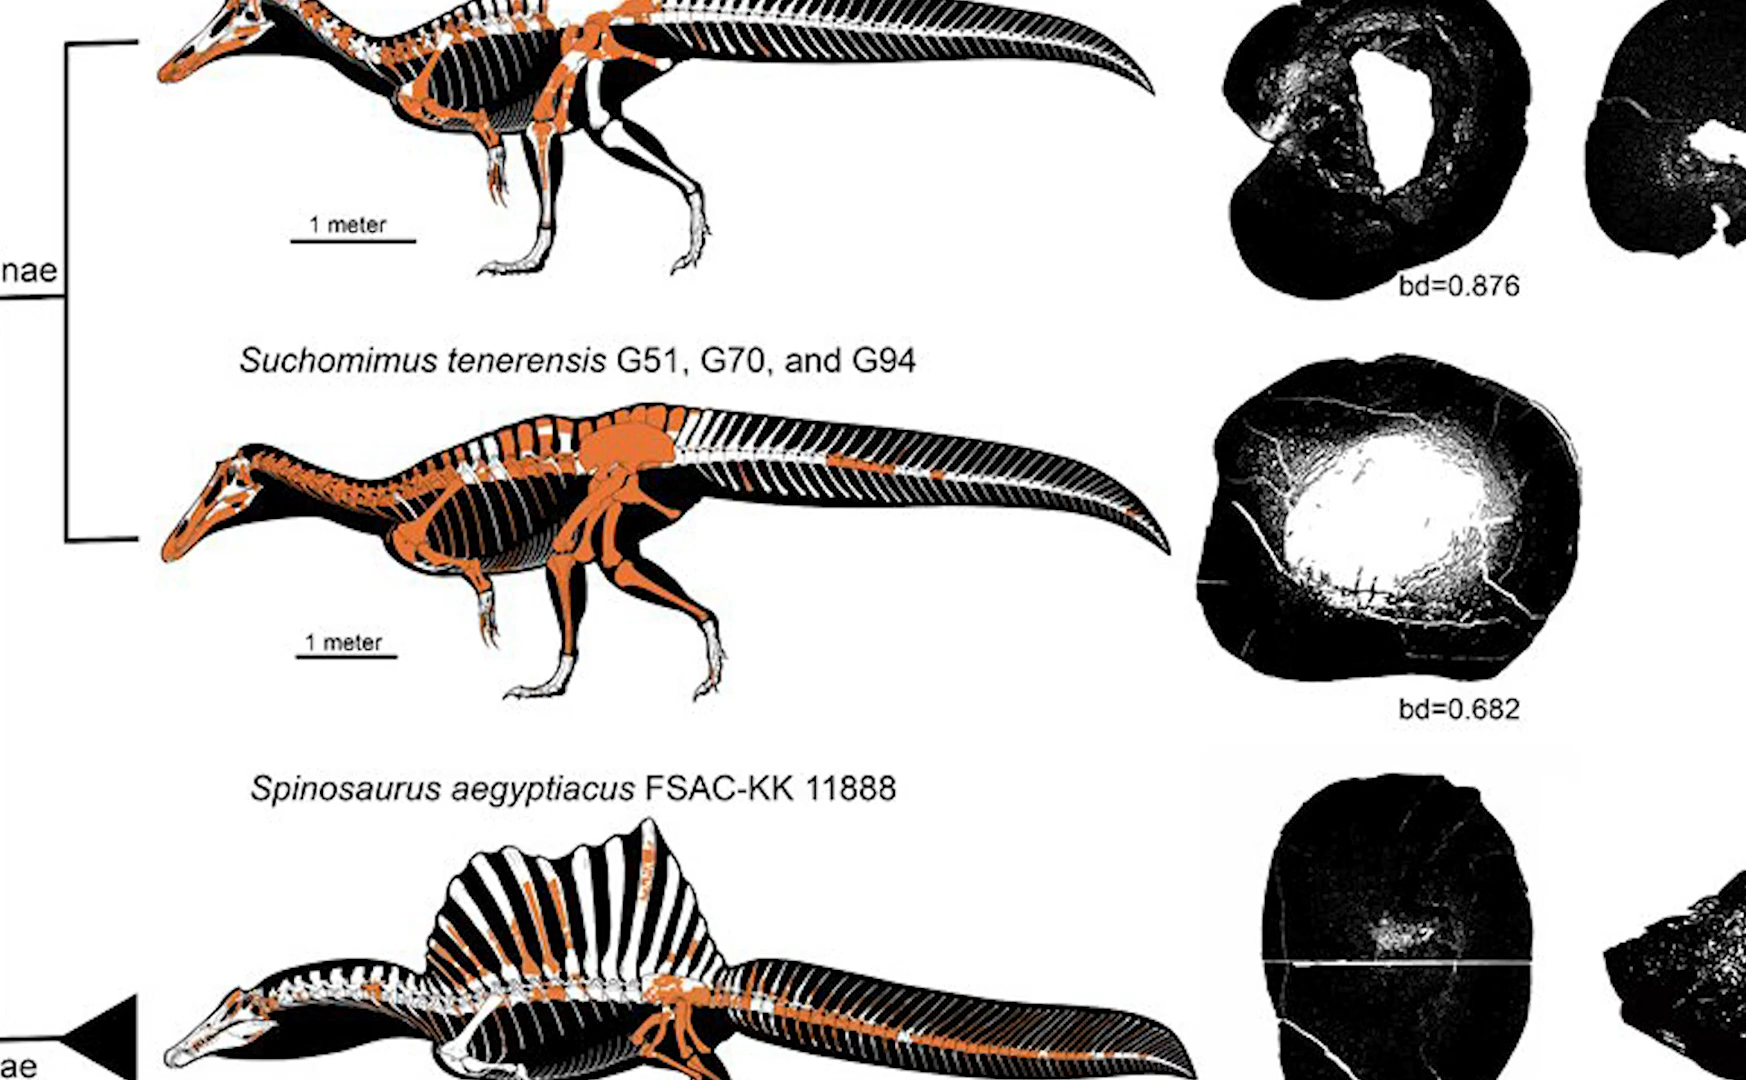 1 meter
nae
bd=0.876
Suchomimus tenerensis G51, G70, and G94
1 meter
bd=0.682
Spinosaurus aegyptiacus FSAC-KK 11888
ae